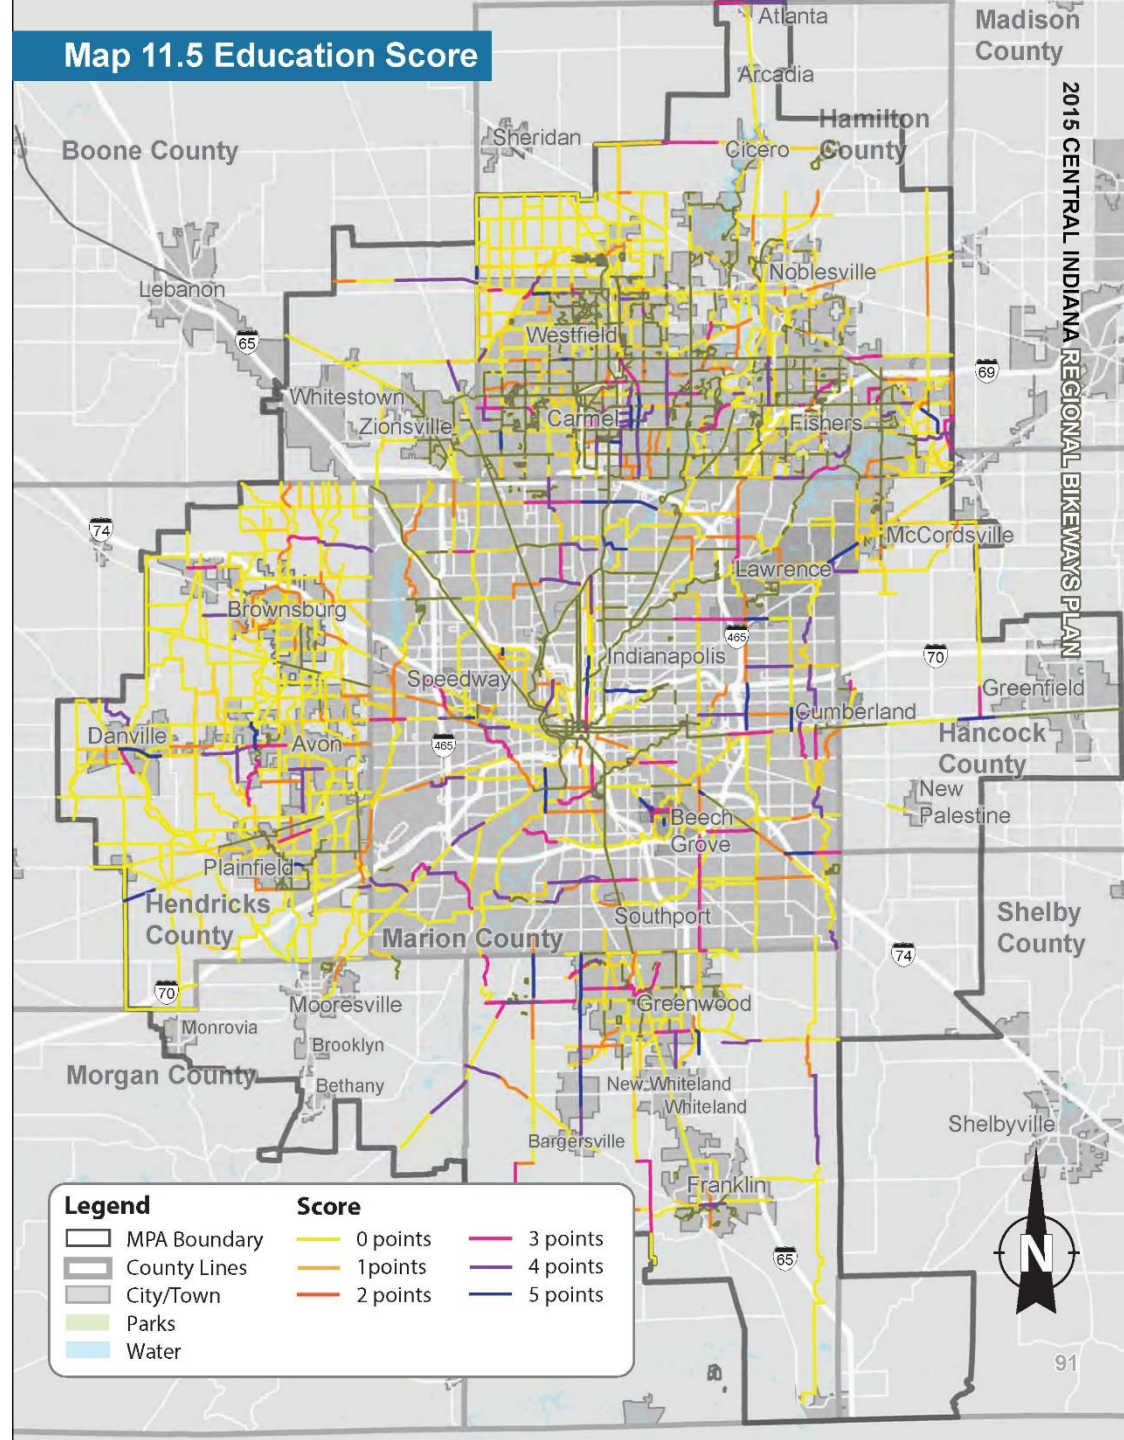 Map 11.5 Education Score
2015 CENTRAL INDIANA REGIONAL BIKEWAYS PLAN
Atlanta
Madison
County
Arcadia
Hamilton
County
Sheridan
Cicero
Boone County
Noblesville
Lebanon
Westfield
65
69
Whitestown
Zionsville
Carmel
Fishers
74
McCordsville
Lawrence
Brownsburg
465
Indianapolis
70
Speedway
Greenfield
Cumberland
Danville
Avon
465
Hancock
County
New
Palestine
Beech
Grove
Plainfield
Hendricks
County
Southport
Shelby
County
Marion County
74
70
Mooresville
Greenwood
Monrovia
Brooklyn
Morgan County
Bethany
New Whiteland
Whiteland
Shelbyville
Bargersville
Franklin
65
N
91
Legend
MPA Boundary
County Lines
City/Town
Parks
Water
Score
0 points
1points
2 points
3 points
4 points
5 points